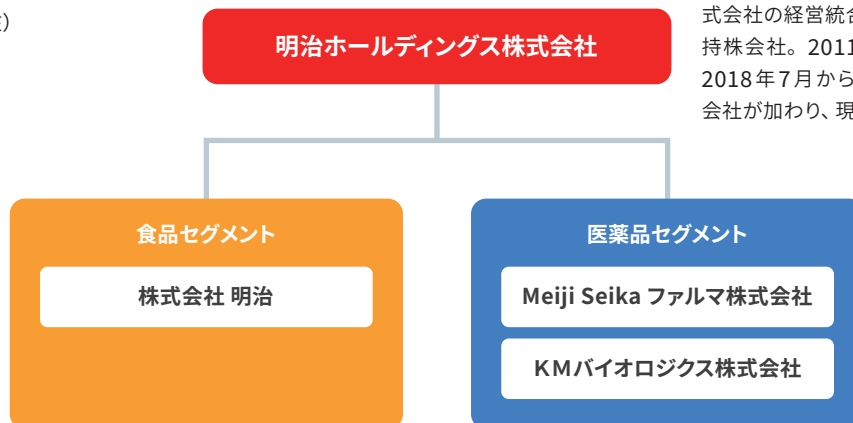 明治ホールディングス株式会社
式会社の経営統合
持株会社。2011
2018年7月から
会社が加わり、現
食品セグメント
株式会社 明治
医薬品セグメント
Meiji Seika ファルマ株式会社
KMバイオロジクス株式会社